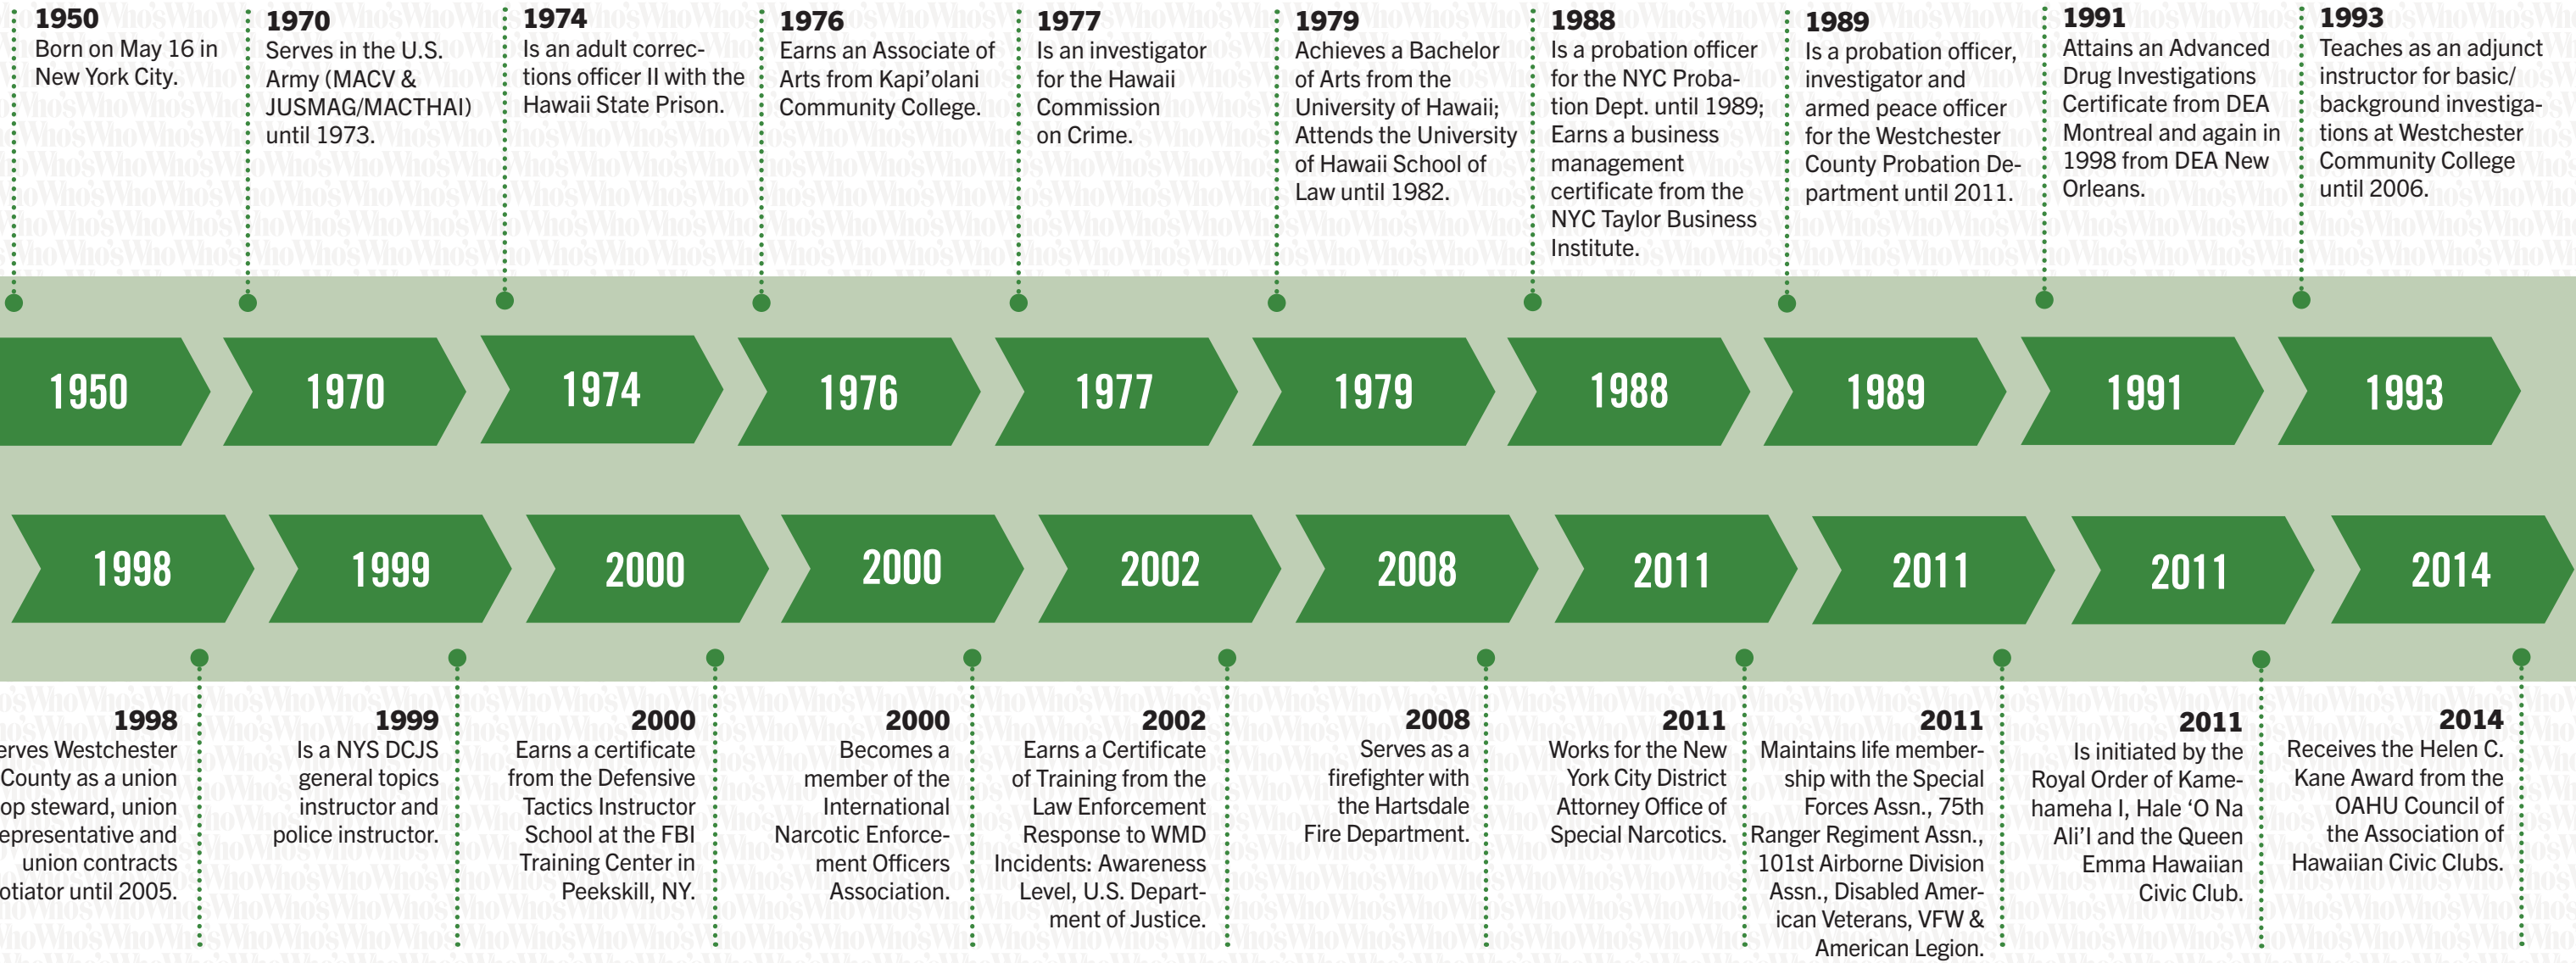 1950
Born on May 16 in
New York City.
1970
Serves in the U.S.
Army (MACV &
JUSMAG/MACTHAI)
until 1973.
1974
Is an adult correc-
tions officer II with the
Hawaii State Prison.
1976
Earns an Associate of
Arts from Kapi’olani
Community College.
1977
Is an investigator
for the Hawaii
Commission
on Crime.
1979
Achieves a Bachelor
of Arts from the
University of Hawaii;
Attends the University
of Hawaii School of
Law until 1982.
1988
Is a probation officer
for the NYC Proba-
tion Dept. until 1989;
Earns a business
management
certificate from the
NYC Taylor Business
Institute.
1989
Is a probation officer,
investigator and
armed peace officer
for the Westchester
County Probation De-
partment until 2011.
1991
Attains an Advanced
Drug Investigations
Certificate from DEA
Montreal and again in
1998 from DEA New
Orleans.
1993
Teaches as an adjunct
instructor for basic/
background investiga-
tions at Westchester
Community College
until 2006.
1950
1970
1974
1976
1977
1979
1988
1989
1991
1993
1998
1999
2000
2000
2002
2008
2011
2011
2011
2014
1998
erves Westchester
County as a union
op steward, union
epresentative and
union contracts
otiator until 2005.
1999
Is a NYS DCJS
general topics
instructor and
police instructor.
2000
Earns a certificate
from the Defensive
Tactics Instructor
School at the FBI
Training Center in
Peekskill, NY.
2000
Becomes a
member of the
International
Narcotic Enforce-
ment Officers
Association.
2002
Earns a Certificate
of Training from the
Law Enforcement
Response to WMD
Incidents: Awareness
Level, U.S. Depart-
ment of Justice.
2008
Serves as a
firefighter with
the Hartsdale
Fire Department.
2011
Works for the New
York City District
Attorney Office of
Special Narcotics.
2011
Maintains life member-
ship with the Special
Forces Assn., 75th
Ranger Regiment Assn.,
101st Airborne Division
Assn., Disabled Amer-
ican Veterans, VFW &
American Legion.
2011
Is initiated by the
Royal Order of Kame-
hameha I, Hale ‘O Na
Ali’I and the Queen
Emma Hawaiian
Civic Club.
2014
Receives the Helen C.
Kane Award from the
OAHU Council of
the Association of
Hawaiian Civic Clubs.